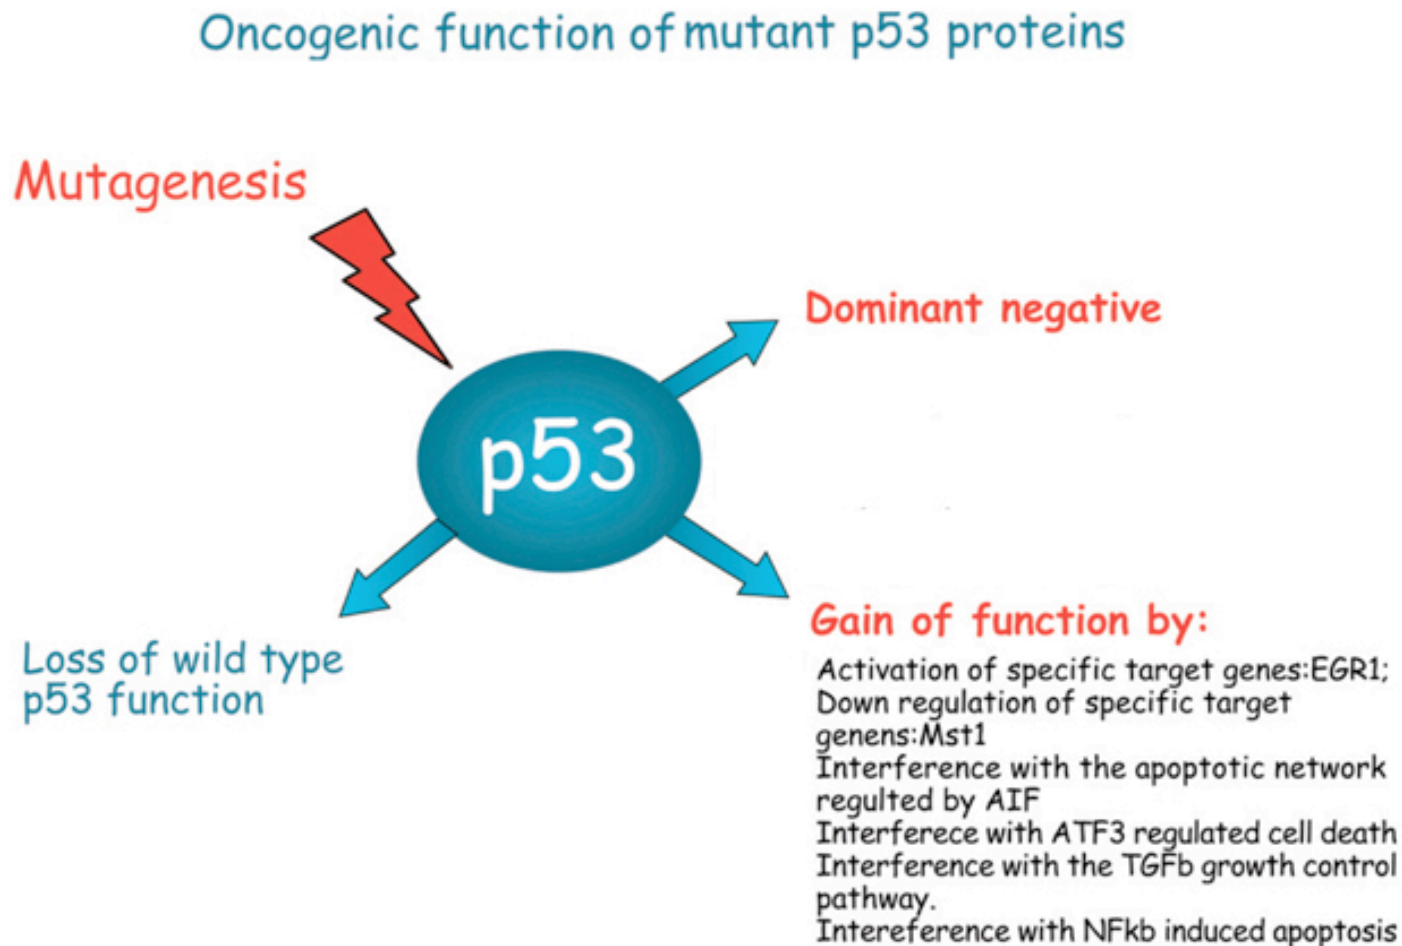 Oncogenic function of mutant p53 proteins
Mutagenesis
Dominant negative
p53
Loss of wild type
p53 function
Gain of function by:
Activation of specific target genes:EGR1;
Down regulation of specific target
genens:Mst1
Interference with the apoptotic network
regulted by AIF
Interferece with ATF3 regulated cell death
Interference with the TGFb growth control
pathway.
Intereference with NFkb induced apoptosis